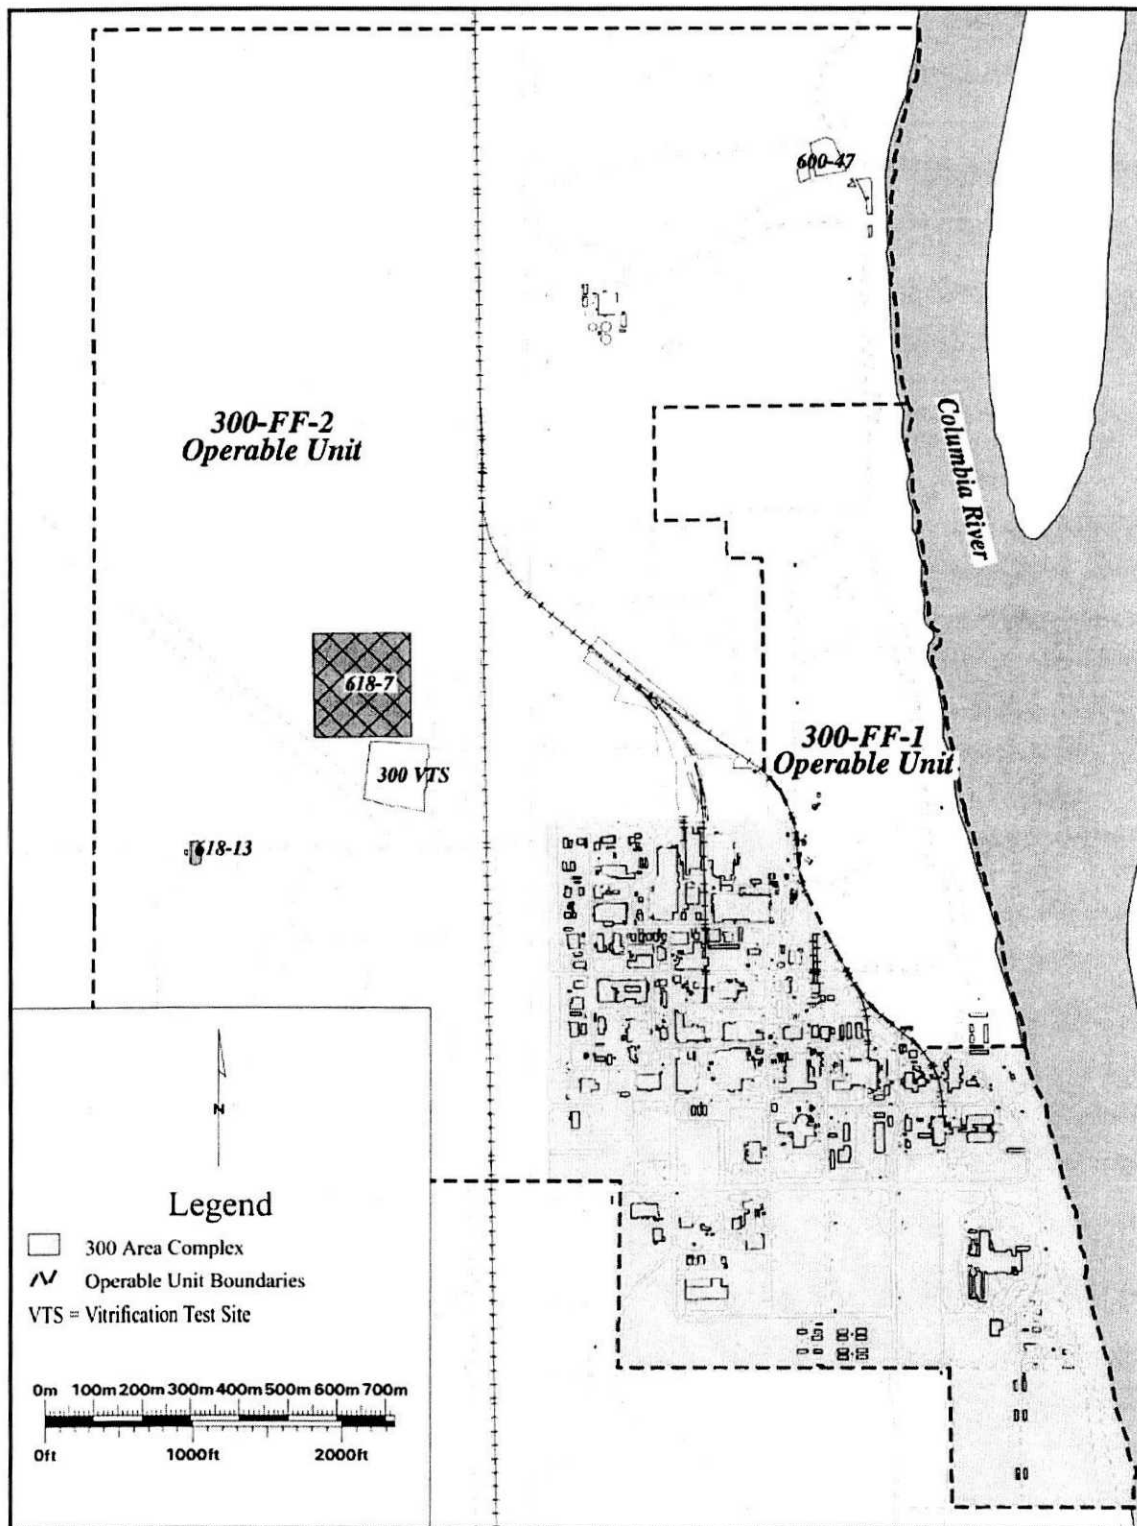 600-47
300-FF-2
Operable Unit
Columbia River
618-7
300-FF-1
Operable Unit
300 VTS
618-13
N
Legend
300 Area Complex
Operable Unit Boundaries
VTS = Vitrification Test Site
0m 100m 200m 300m 400m 500m 600m 700m
0ft 1000ft 2000ft